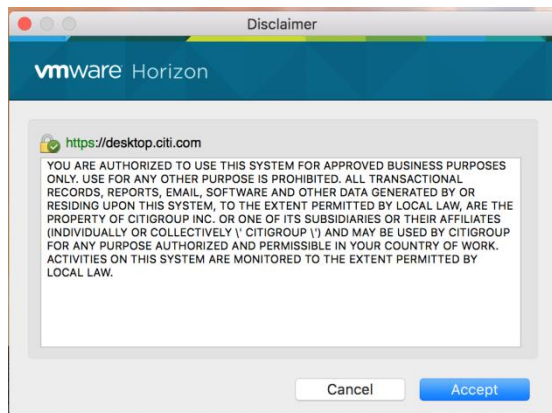 Disclaimer
vmware Horizon
https://desktop.citi.com
YOU ARE AUTHORIZED TO USE THIS SYSTEM FOR APPROVED BUSINESS PURPOSES
ONLY. USE FOR ANY OTHER PURPOSE IS PROHIBITED. ALL TRANSACTIONAL
RECORDS, REPORTS, EMAIL, SOFTWARE AND OTHER DATA GENERATED BY OR
RESIDING UPON THIS SYSTEM, TO THE EXTENT PERMITTED BY LOCAL LAW, ARE THE
PROPERTY OF CITIGROUP INC. OR ONE OF ITS SUBSIDIARIES OR THEIR AFFILIATES
(INDIVIDUALLY OR COLLECTIVELY \' CITIGROUP \') AND MAY BE USED BY CITIGROUP
FOR ANY PURPOSE AUTHORIZED AND PERMISSIBLE IN YOUR COUNTRY OF WORK.
ACTIVITIES ON THIS SYSTEM ARE MONITORED TO THE EXTENT PERMITTED BY
LOCAL LAW.
Cancel Accept